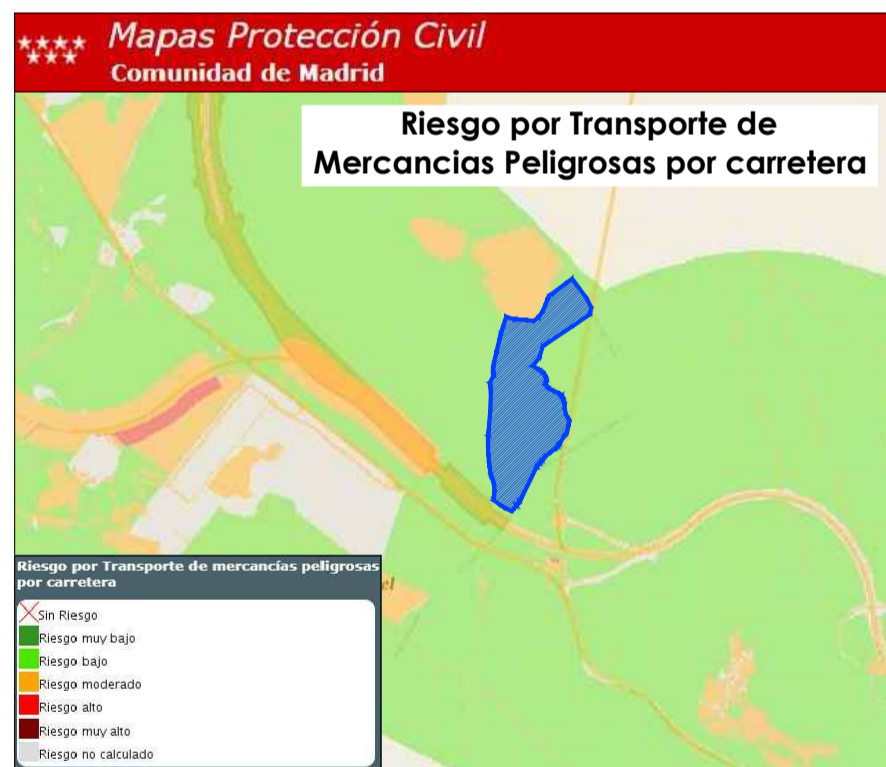 Mapas Protección Civil
Comunidad de Madrid
Riesgo por Transporte de
Mercancias Peligrosas por carretera
Riesgo por Transporte de mercancías peligrosas
por carretera
Sin Riesgo
Riesgo muy bajo
Riesgo bajo
Riesgo moderado
Riesgo alto
Riesgo muy alto
Riesgo no calculado